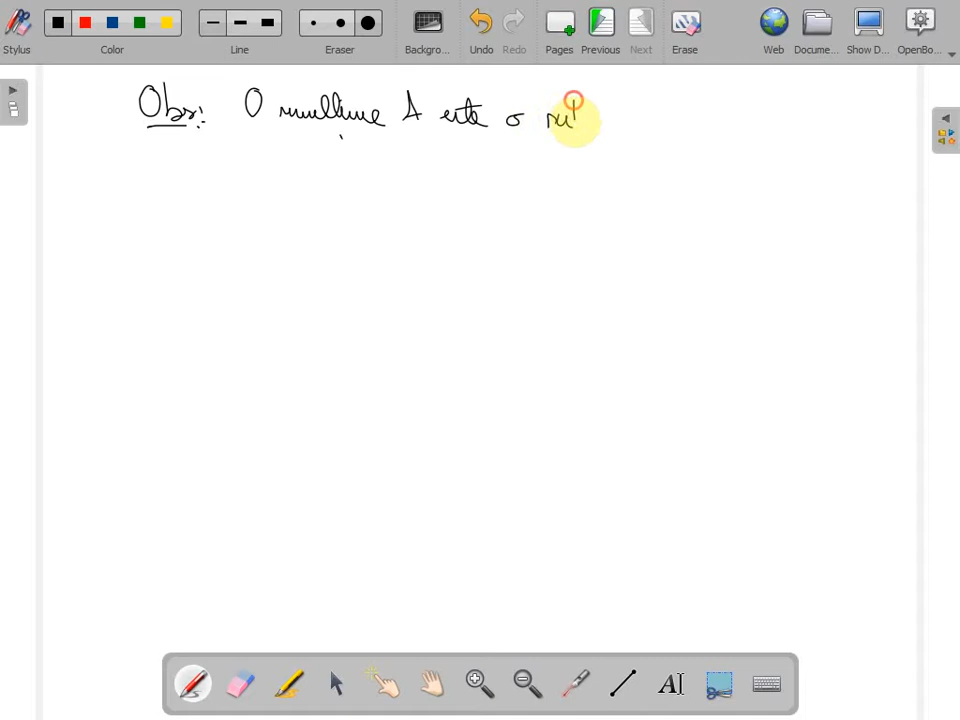 Stylus Color Line Eraser Backgro... Undo Redo Pages Previous Next Erase Web Docume... Show D... OpenBo...
Obs: O mulțime A este o
A